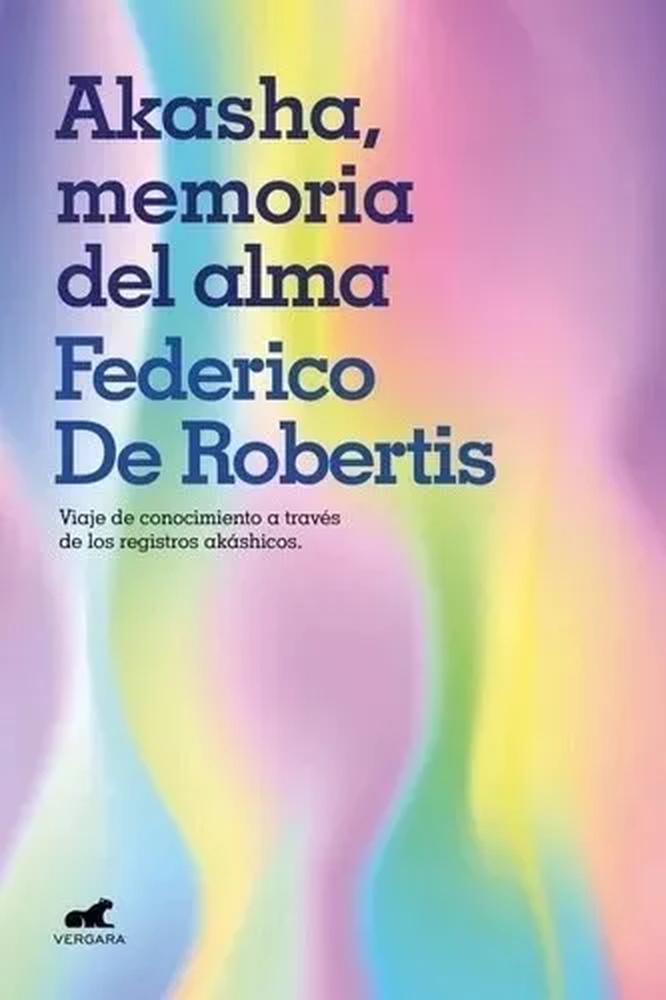 Akasha,
memoria
del alma
Federico
De Robertis
Viaje de conocimiento a través
de los registros akáshicos.
VERGARA